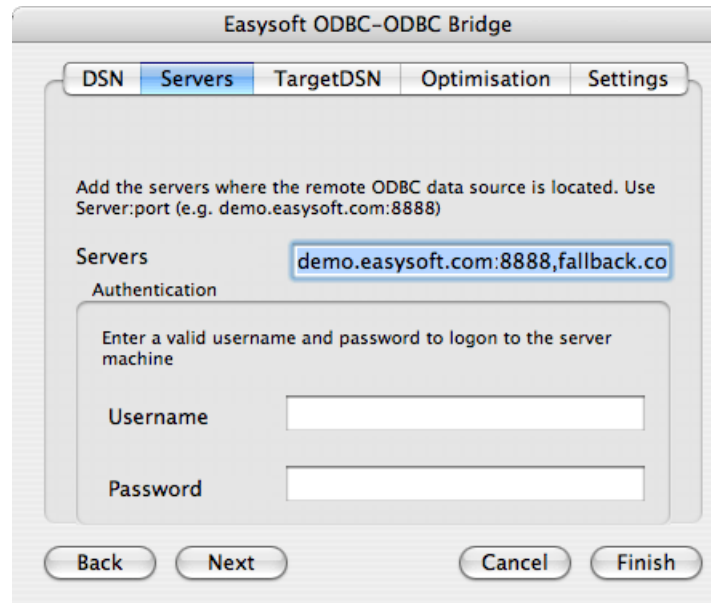 Easysoft ODBC-ODBC Bridge
DSN Servers TargetDSN Optimisation Settings
Add the servers where the remote ODBC data source is located. Use
Server:port (e.g. demo.easysoft.com:8888)
Servers demo.easysoft.com:8888,fallback.co
Authentication
Enter a valid username and password to logon to the server
machine
Username
Password
Back Next Cancel Finish